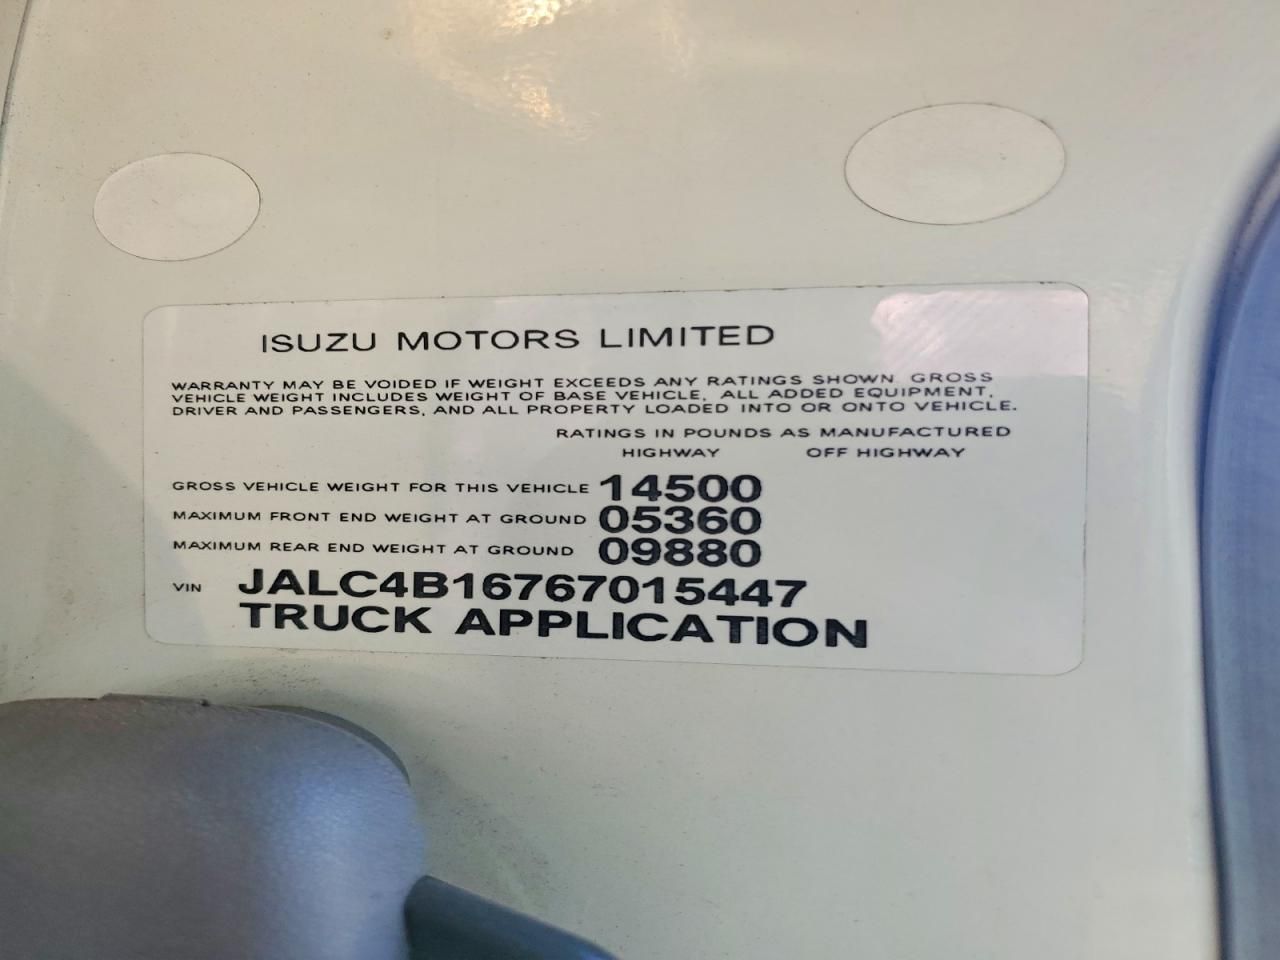 ISUZU MOTORS LIMITED
WARRANTY MAY BE VOIDED IF WEIGHT EXCEEDS ANY RATINGS SHOWN. GROSS
VEHICLE WEIGHT INCLUDES WEIGHT OF BASE VEHICLE, ALL ADDED EQUIPMENT,
DRIVER AND PASSENGERS, AND ALL PROPERTY LOADED INTO OR ONTO VEHICLE.
RATINGS IN POUNDS AS MANUFACTURED
HIGHWAY OFF HIGHWAY
GROSS VEHICLE WEIGHT FOR THIS VEHICLE 14500
MAXIMUM FRONT END WEIGHT AT GROUND 05360
MAXIMUM REAR END WEIGHT AT GROUND 09880
VIN JALC4B16767015447
TRUCK APPLICATION